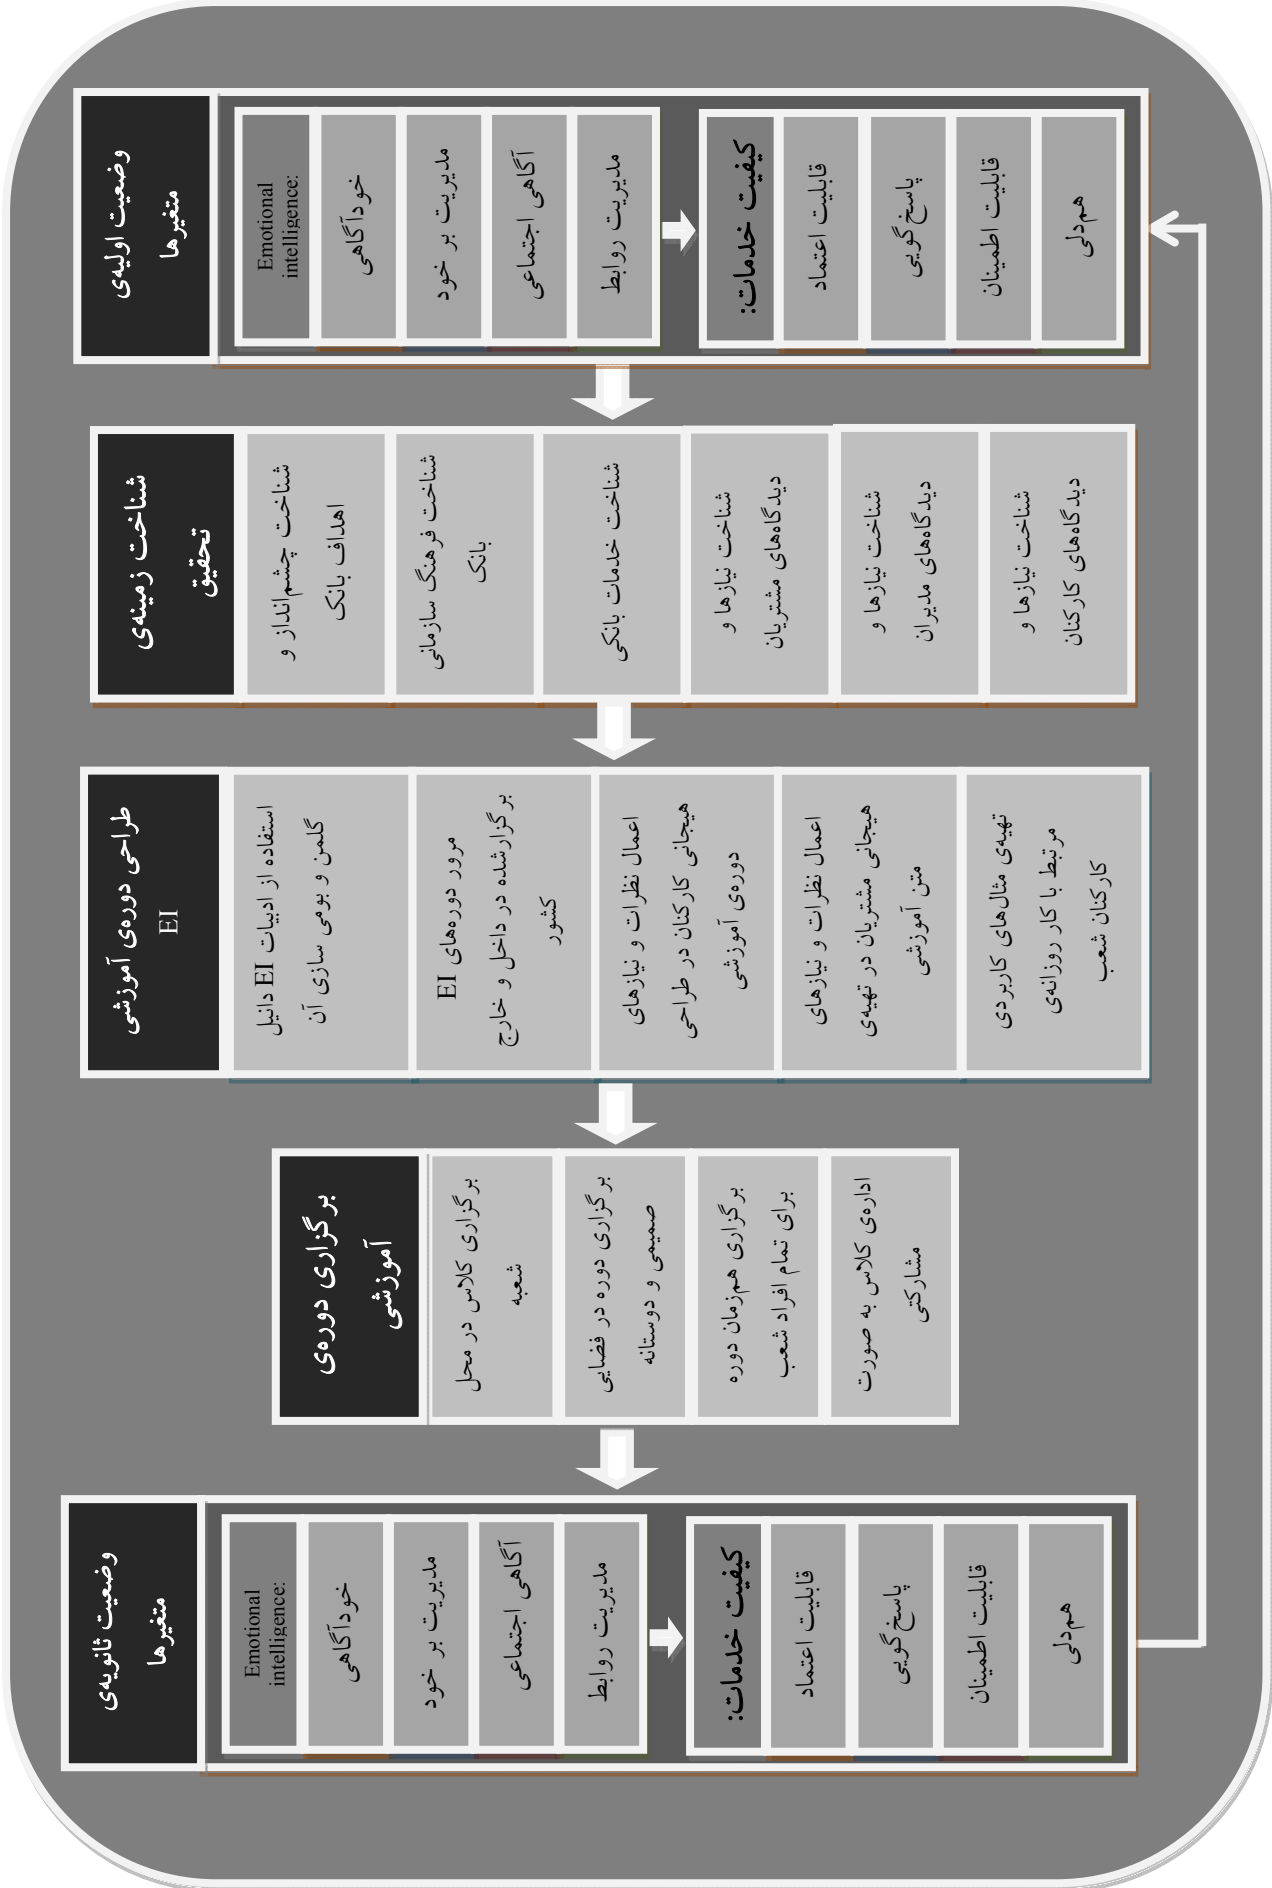 وضعیت اولیه‌ی
متغیرها
Emotional
intelligence:
خودآگاهی
مدیریت بر خود
آگاهی اجتماعی
مدیریت روابط
کیفیت خدمات:
قابلیت اعتماد
پاسخ‌گویی
قابلیت اطمینان
هم‌دلی
شناخت زمینه‌ی
تحقیق
شناخت چشم‌انداز و
اهداف بانک
شناخت فرهنگ سازمانی
بانک
شناخت خدمات بانکی
شناخت نیازها و
دیدگاه‌های مشتریان
شناخت نیازها و
دیدگاه‌های مدیران
شناخت نیازها و
دیدگاه‌های کارکنان
طراحی دوره‌ی آموزشی
EI
استفاده از ادبیات EI دانیل
گلمن و بومی سازی آن
مرور دوره‌های EI
برگزارشده در داخل و خارج
کشور
اعمال نظرات و نیازهای
هیجانی کارکنان در طراحی
دوره‌ی آموزشی
اعمال نظرات و نیازهای
هیجانی مشتریان در تهیه‌ی
متن آموزشی
تهیه‌ی مثال‌های کاربردی
مرتبط با کار روزانه‌ی
کارکنان شعب
برگزاری دوره‌ی
آموزشی
برگزاری کلاس در محل
شعبه
برگزاری دوره در فضایی
صمیمی و دوستانه
برگزاری هم‌زمان دوره
برای تمام افراد شعب
اداره‌ی کلاس به صورت
مشارکتی
وضعیت ثانویه‌ی
متغیرها
Emotional
intelligence:
خودآگاهی
مدیریت بر خود
آگاهی اجتماعی
مدیریت روابط
کیفیت خدمات:
قابلیت اعتماد
پاسخ‌گویی
قابلیت اطمینان
هم‌دلی